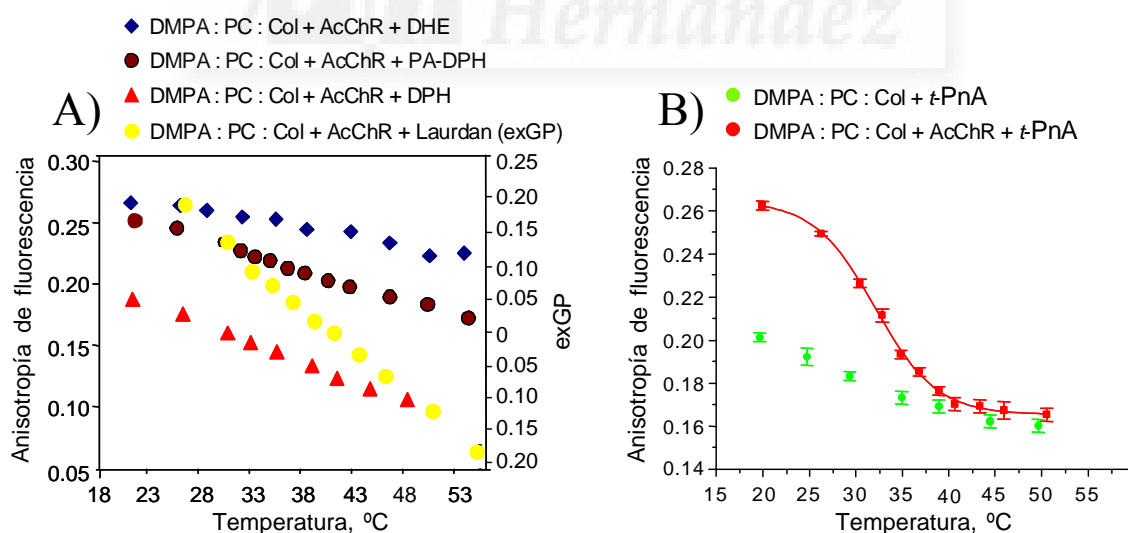 Hernández
DMPA : PC : Col + AcChR + DHE
DMPA : PC : Col + AcChR + PA-DPH
DMPA : PC : Col + AcChR + DPH
DMPA : PC : Col + AcChR + Laurdan (exGP)
A)
Anisotropía de fluorescencia
0.30
0.25
0.20
0.15
0.10
0.05
0.25
0.20
0.15
0.10
0.05
0
0.05
0.10
0.15
0.20
exGP
18 23 28 33 38 43 48 53
Temperatura, ºC
B)
DMPA : PC : Col + t-PnA
DMPA : PC : Col + AcChR + t-PnA
Anisotropía de fluorescencia
0.28
0.26
0.24
0.22
0.20
0.18
0.16
0.14
15 20 25 30 35 40 45 50 55
Temperatura, ºC